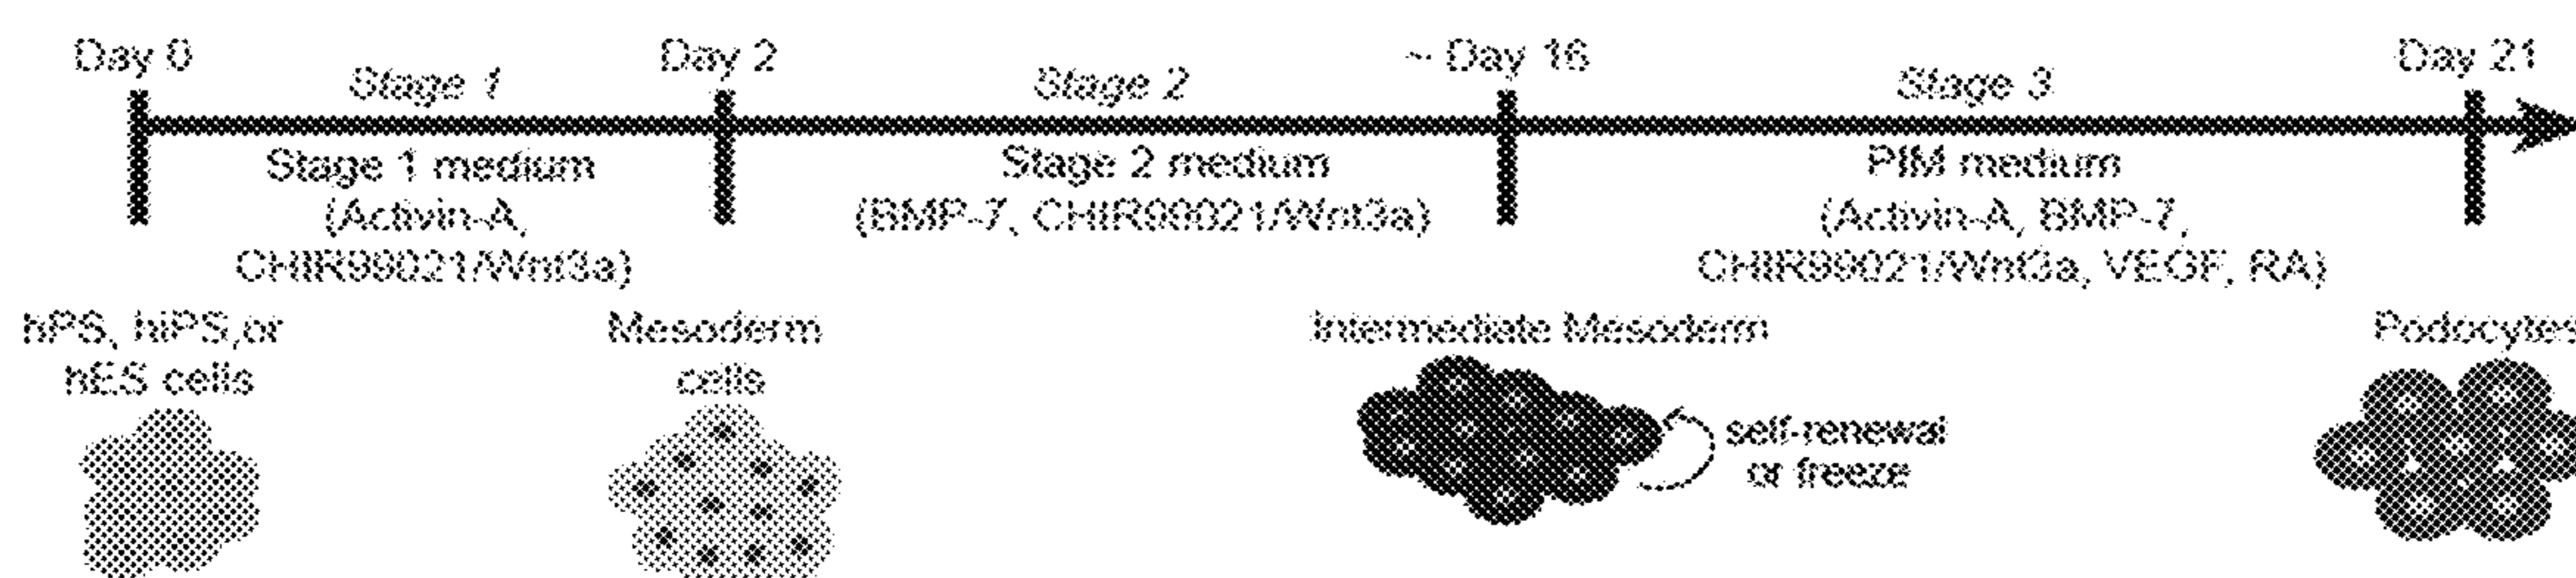 Day 0
Day 2
~ Day 16
Day 21
Stage 1
Stage 2
Stage 3
Stage 1 medium
(Activin-A,
CHIR99021/Wnt3a)
Stage 2 medium
(BMP-7, CHIR99021/Wnt3a)
PIM medium
(Activin-A, BMP-7,
CHIR99021/Wnt3a, VEGF, RA)
hPS, hiPS,or
hES cells
Mesoderm
cells
Intermediate Mesoderm
self-renewal
or freeze
Podocytes